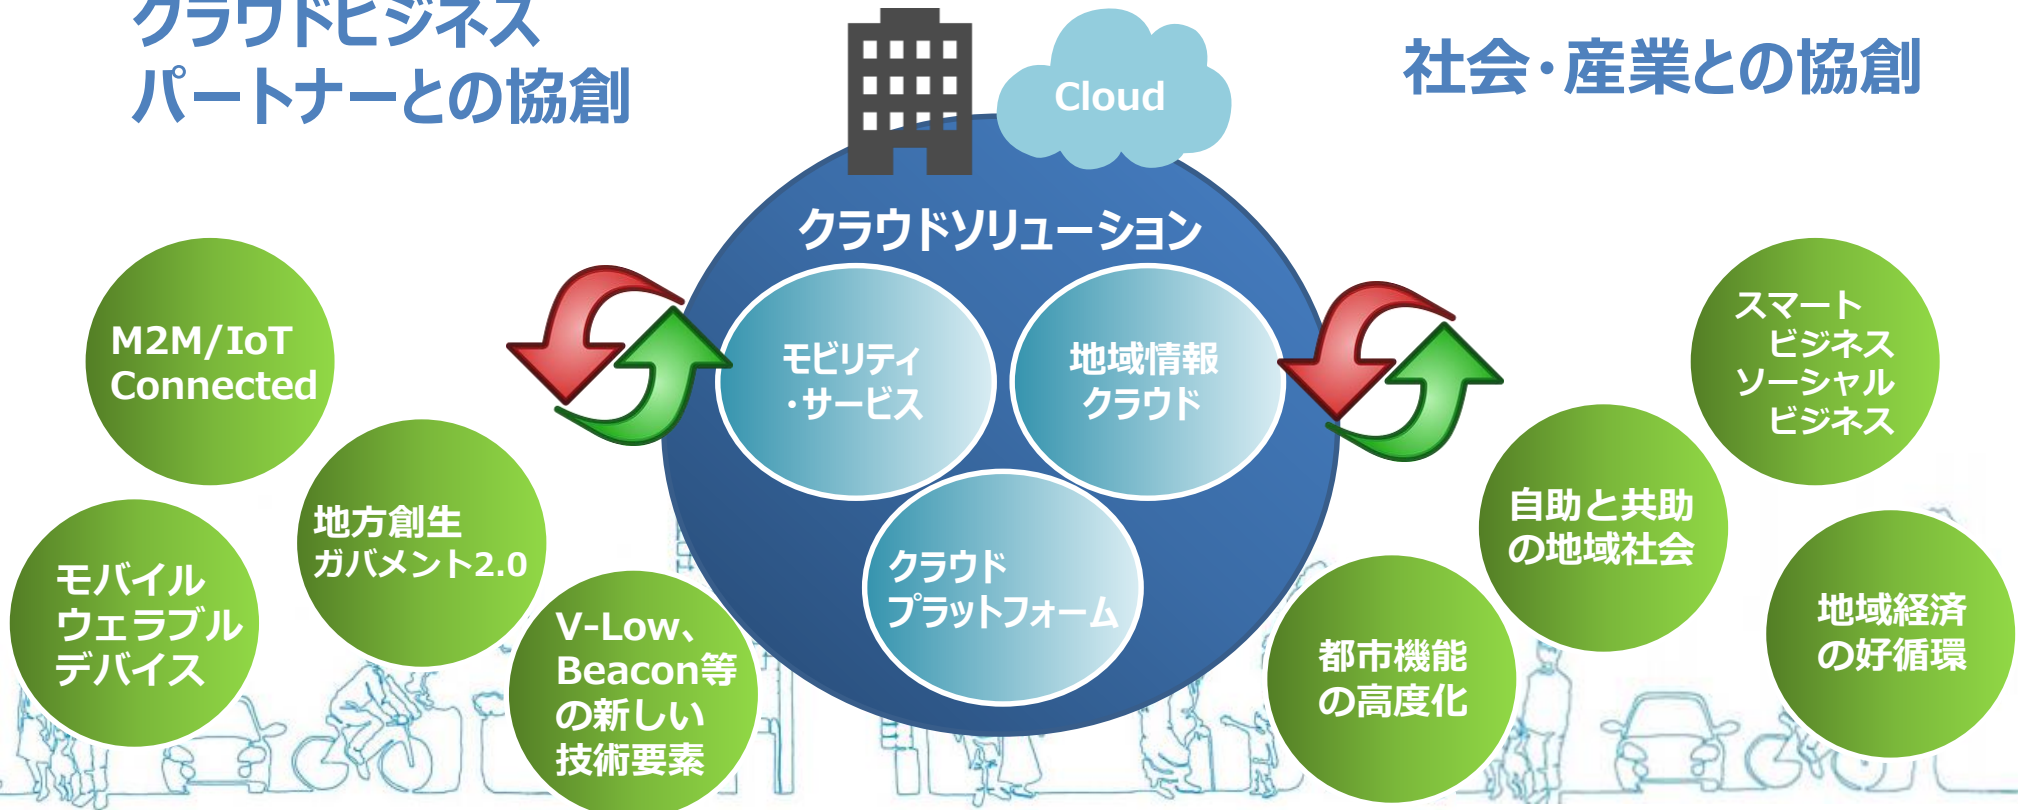 クラウドビジネス
パートナーとの協創
社会・産業との協創
Cloud
クラウドソリューション
モビリティ
・サービス
地域情報
クラウド
クラウド
プラットフォーム
M2M/IoT
Connected
地方創生
ガバメント2.0
モバイル
ウェラブル
デバイス
V-Low、
Beacon等
の新しい
技術要素
スマート
ビジネス
ソーシャル
ビジネス
自助と共助
の地域社会
都市機能
の高度化
地域経済
の好循環